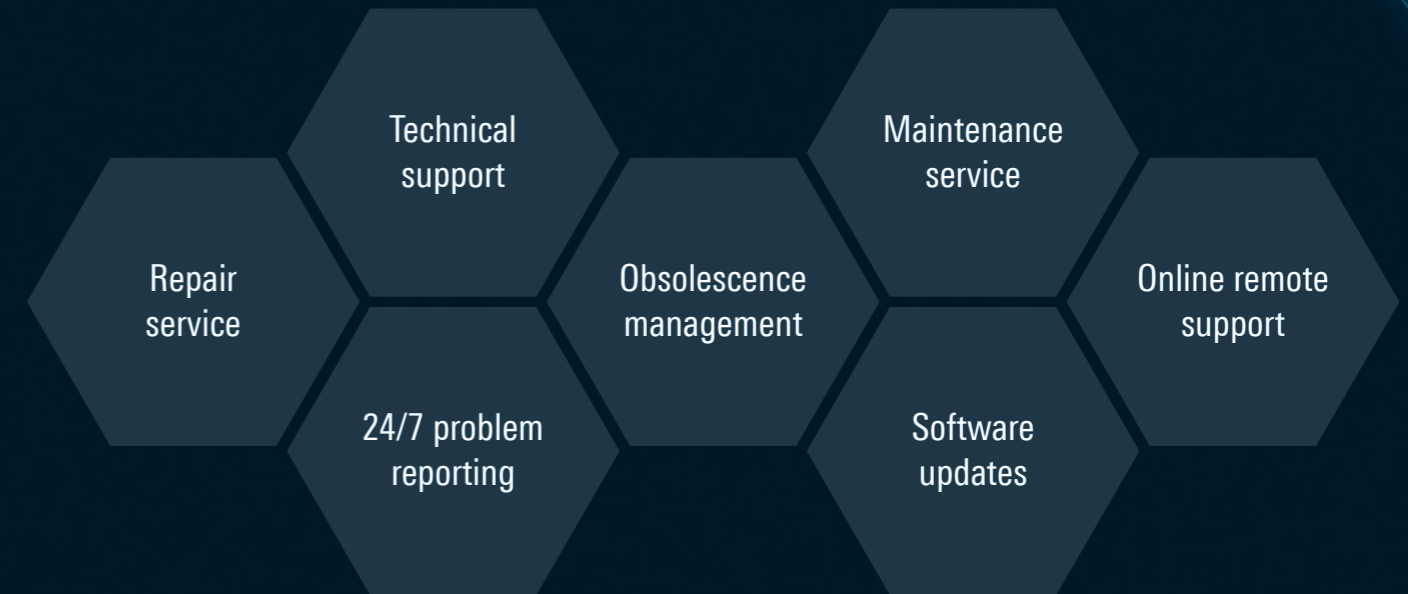 Technical
support
Maintenance
service
Repair
service
Obsolescence
management
Online remote
support
24/7 problem
reporting
Software
updates